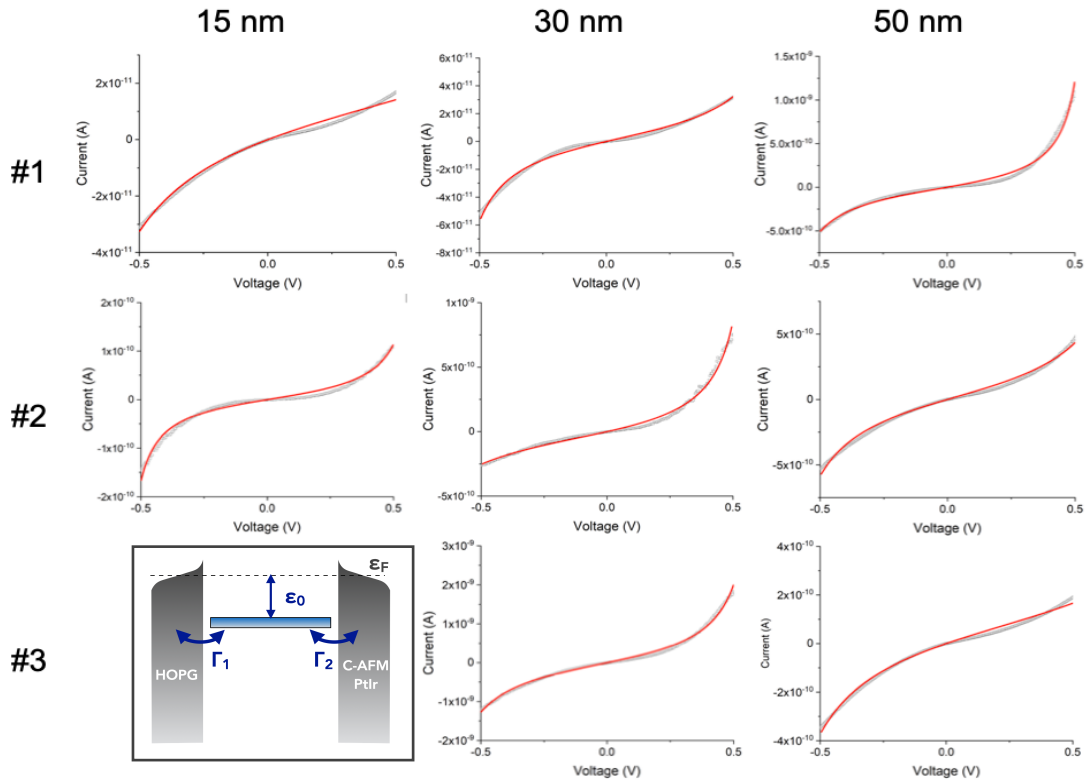 15 nm 30 nm 50 nm
#1
2x10⁻¹¹
0
-2x10⁻¹¹
-4x10⁻¹¹
Current (A)
-0.5 0.0 0.5
Voltage (V)
6x10⁻¹¹
4x10⁻¹¹
2x10⁻¹¹
0
-2x10⁻¹¹
-4x10⁻¹¹
-6x10⁻¹¹
-8x10⁻¹¹
Current (A)
-0.5 0.0 0.5
Voltage (V)
1.5x10⁻⁹
1.0x10⁻⁹
5.0x10⁻¹⁰
0.0
-5.0x10⁻¹⁰
Current (A)
-0.5 0.0 0.5
Voltage (V)
#2
2x10⁻¹⁰
1x10⁻¹⁰
0
-1x10⁻¹⁰
-2x10⁻¹⁰
Current (A)
-0.5 0.0 0.5
Voltage (V)
1x10⁻⁹
5x10⁻¹⁰
0
-5x10⁻¹⁰
Current (A)
-0.5 0.0 0.5
Voltage (V)
5x10⁻¹⁰
0
-5x10⁻¹⁰
Current (A)
-0.5 0.0 0.5
Voltage (V)
#3
εF
ε0
Γ1 Γ2
HOPG
C-AFM
PtIr
3x10⁻⁹
2x10⁻⁹
1x10⁻⁹
0
-1x10⁻⁹
-2x10⁻⁹
Current (A)
-0.5 0.0 0.5
Voltage (V)
4x10⁻¹⁰
2x10⁻¹⁰
0
-2x10⁻¹⁰
-4x10⁻¹⁰
Current (A)
-0.5 0.0 0.5
Voltage (V)